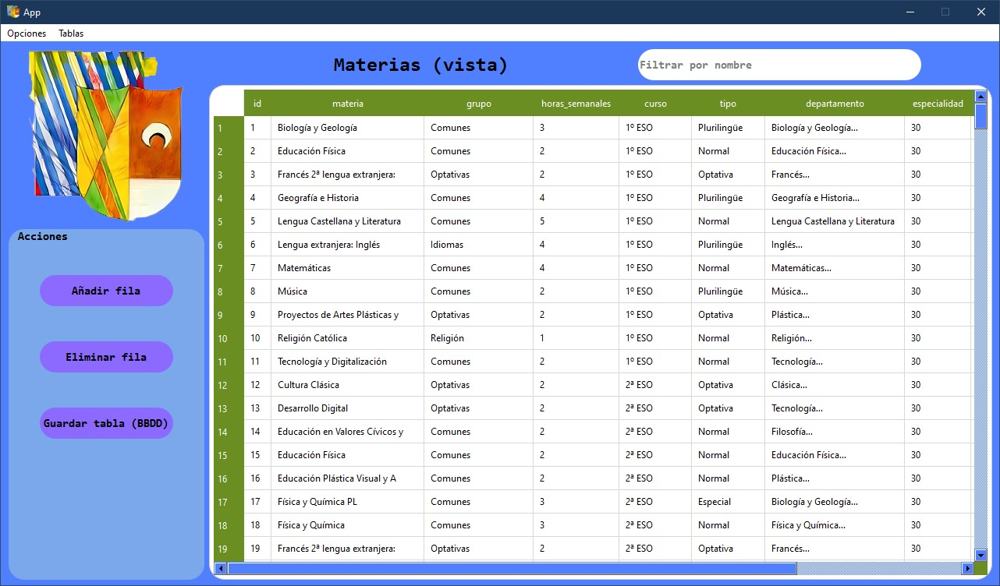 App
Opciones Tablas
Materias (vista)
Filtrar por nombre
Acciones
Añadir fila
Eliminar fila
Guardar tabla (BBDD)
id materia grupo horas_semanales curso tipo departamento especialidad
1 1 Biología y Geología Comunes 3 1º ESO Plurilingüe Biología y Geología... 30
2 2 Educación Física Comunes 2 1º ESO Normal Educación Física... 30
3 3 Francés 2ª lengua extranjera: Optativas 2 1º ESO Optativa Francés... 30
4 4 Geografía e Historia Comunes 4 1º ESO Plurilingüe Geografía e Historia... 30
5 5 Lengua Castellana y Literatura Comunes 5 1º ESO Normal Lengua Castellana y Literatura 30
6 6 Lengua extranjera: Inglés Idiomas 4 1º ESO Plurilingüe Inglés... 30
7 7 Matemáticas Comunes 4 1º ESO Normal Matemáticas... 30
8 8 Música Comunes 2 1º ESO Plurilingüe Música... 30
9 9 Proyectos de Artes Plásticas y Optativas 2 1º ESO Optativa Plástica... 30
10 10 Religión Católica Religión 1 1º ESO Normal Religión... 30
11 11 Tecnología y Digitalización Comunes 2 1º ESO Normal Tecnología... 30
12 12 Cultura Clásica Optativas 2 2ª ESO Optativa Clásica... 30
13 13 Desarrollo Digital Optativas 2 2ª ESO Optativa Tecnología... 30
14 14 Educación en Valores Cívicos y Comunes 2 2ª ESO Normal Filosofía... 30
15 15 Educación Física Comunes 2 2ª ESO Normal Educación Física... 30
16 16 Educación Plástica Visual y A Comunes 2 2ª ESO Normal Plástica... 30
17 17 Física y Química PL Comunes 3 2ª ESO Especial Biología y Geología... 30
18 18 Física y Química Comunes 3 2ª ESO Normal Física y Química... 30
19 19 Francés 2ª lengua extranjera: Optativas 2 2ª ESO Optativa Francés... 30